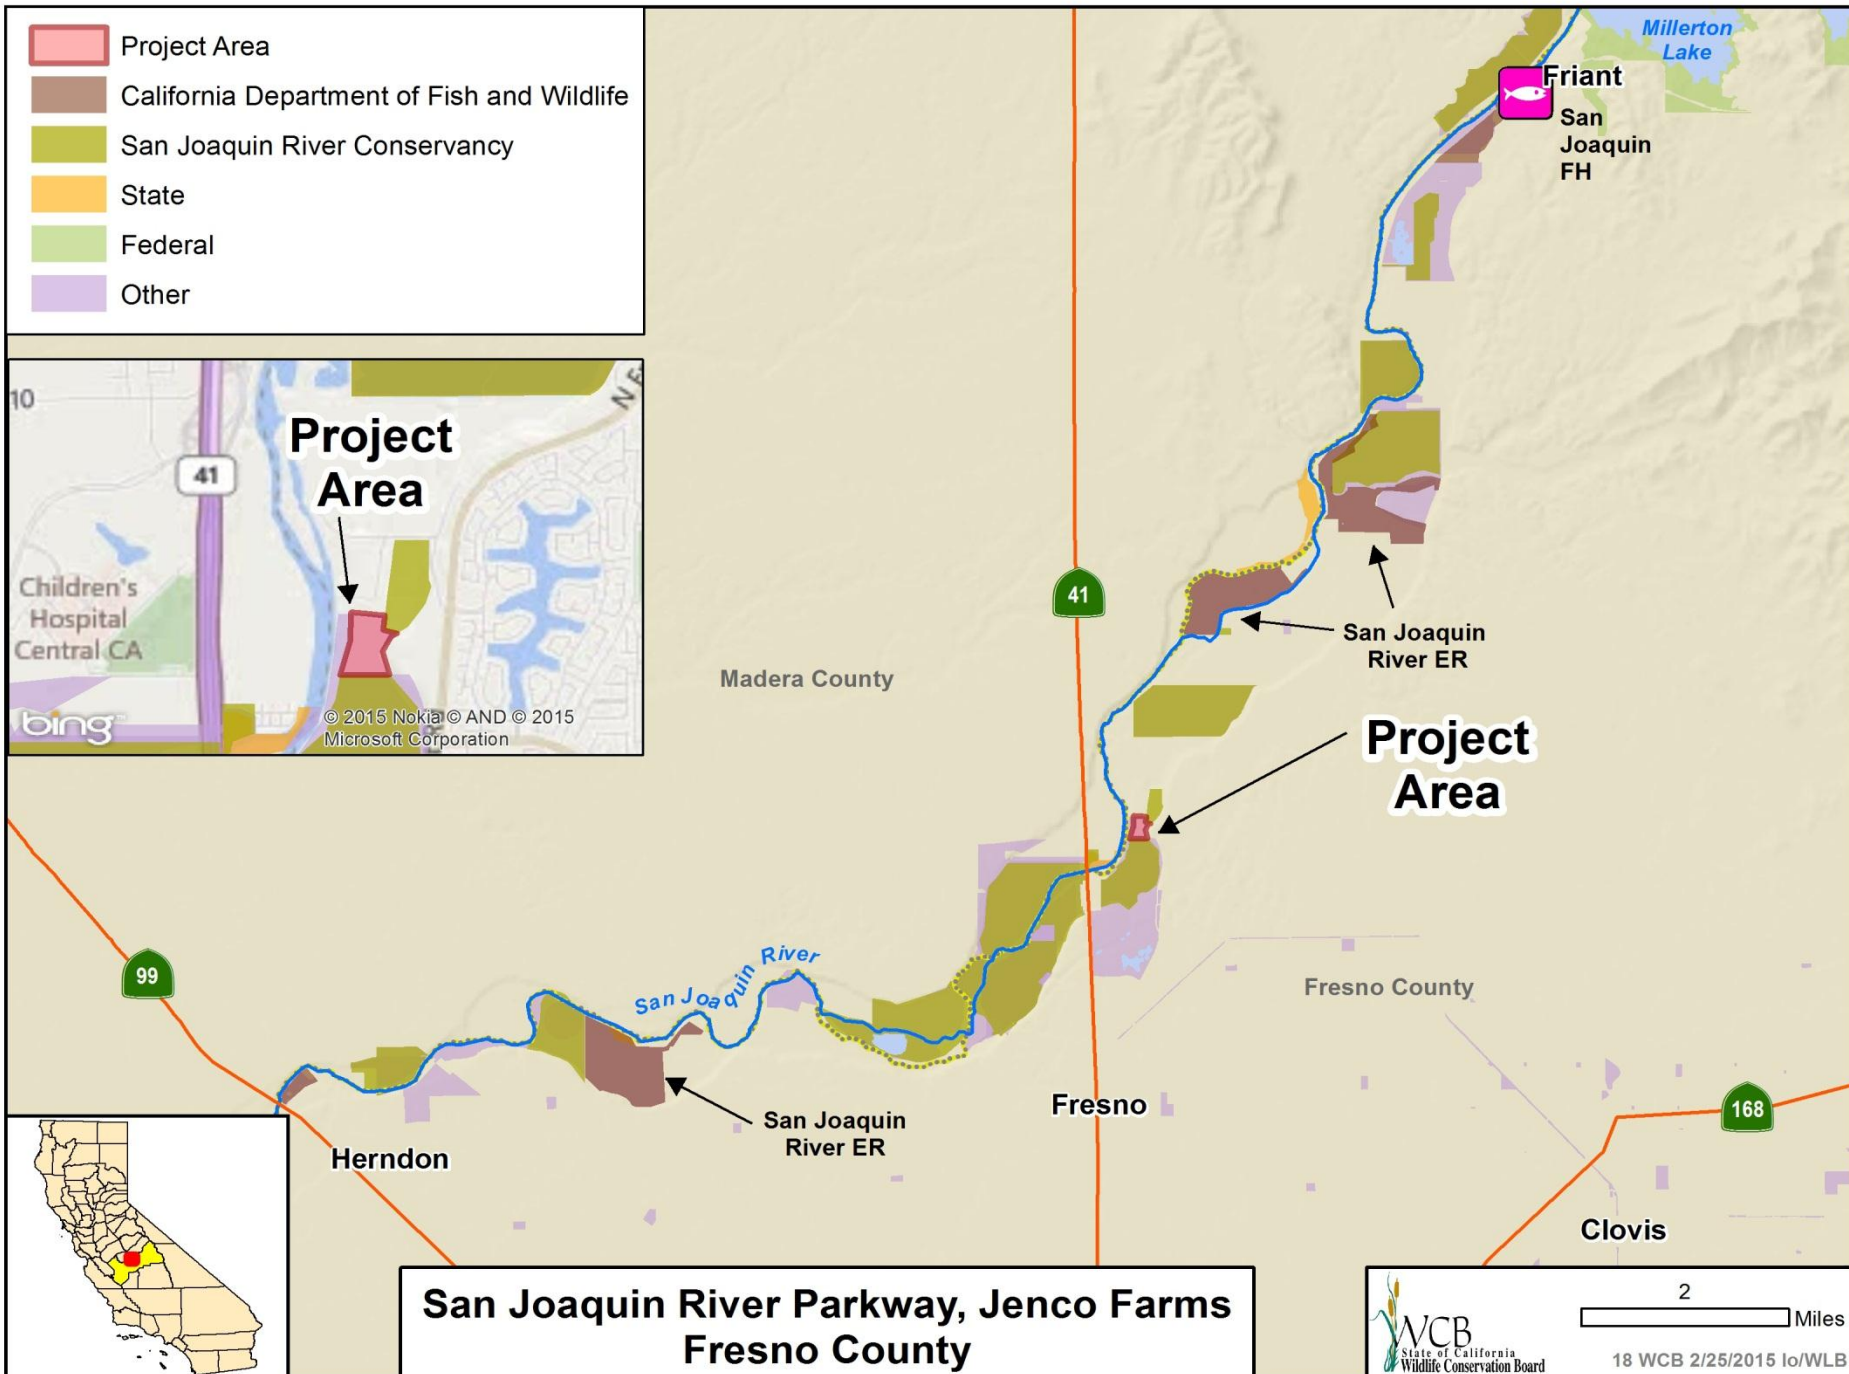 Project Area
California Department of Fish and Wildlife
San Joaquin River Conservancy
State
Federal
Other
10
41
Children's
Hospital
Central CA
Project
Area
bing
© 2015 Nokia © AND © 2015
Microsoft Corporation
Millerton
Lake
Friant
San
Joaquin
FH
41
San Joaquin
River ER
Madera County
Project
Area
99
San Joaquin River
Fresno County
San Joaquin
River ER
Fresno
168
Herndon
Clovis
San Joaquin River Parkway, Jenco Farms
Fresno County
WCB
State of California
Wildlife Conservation Board
2
Miles
18 WCB 2/25/2015 lo/WLB